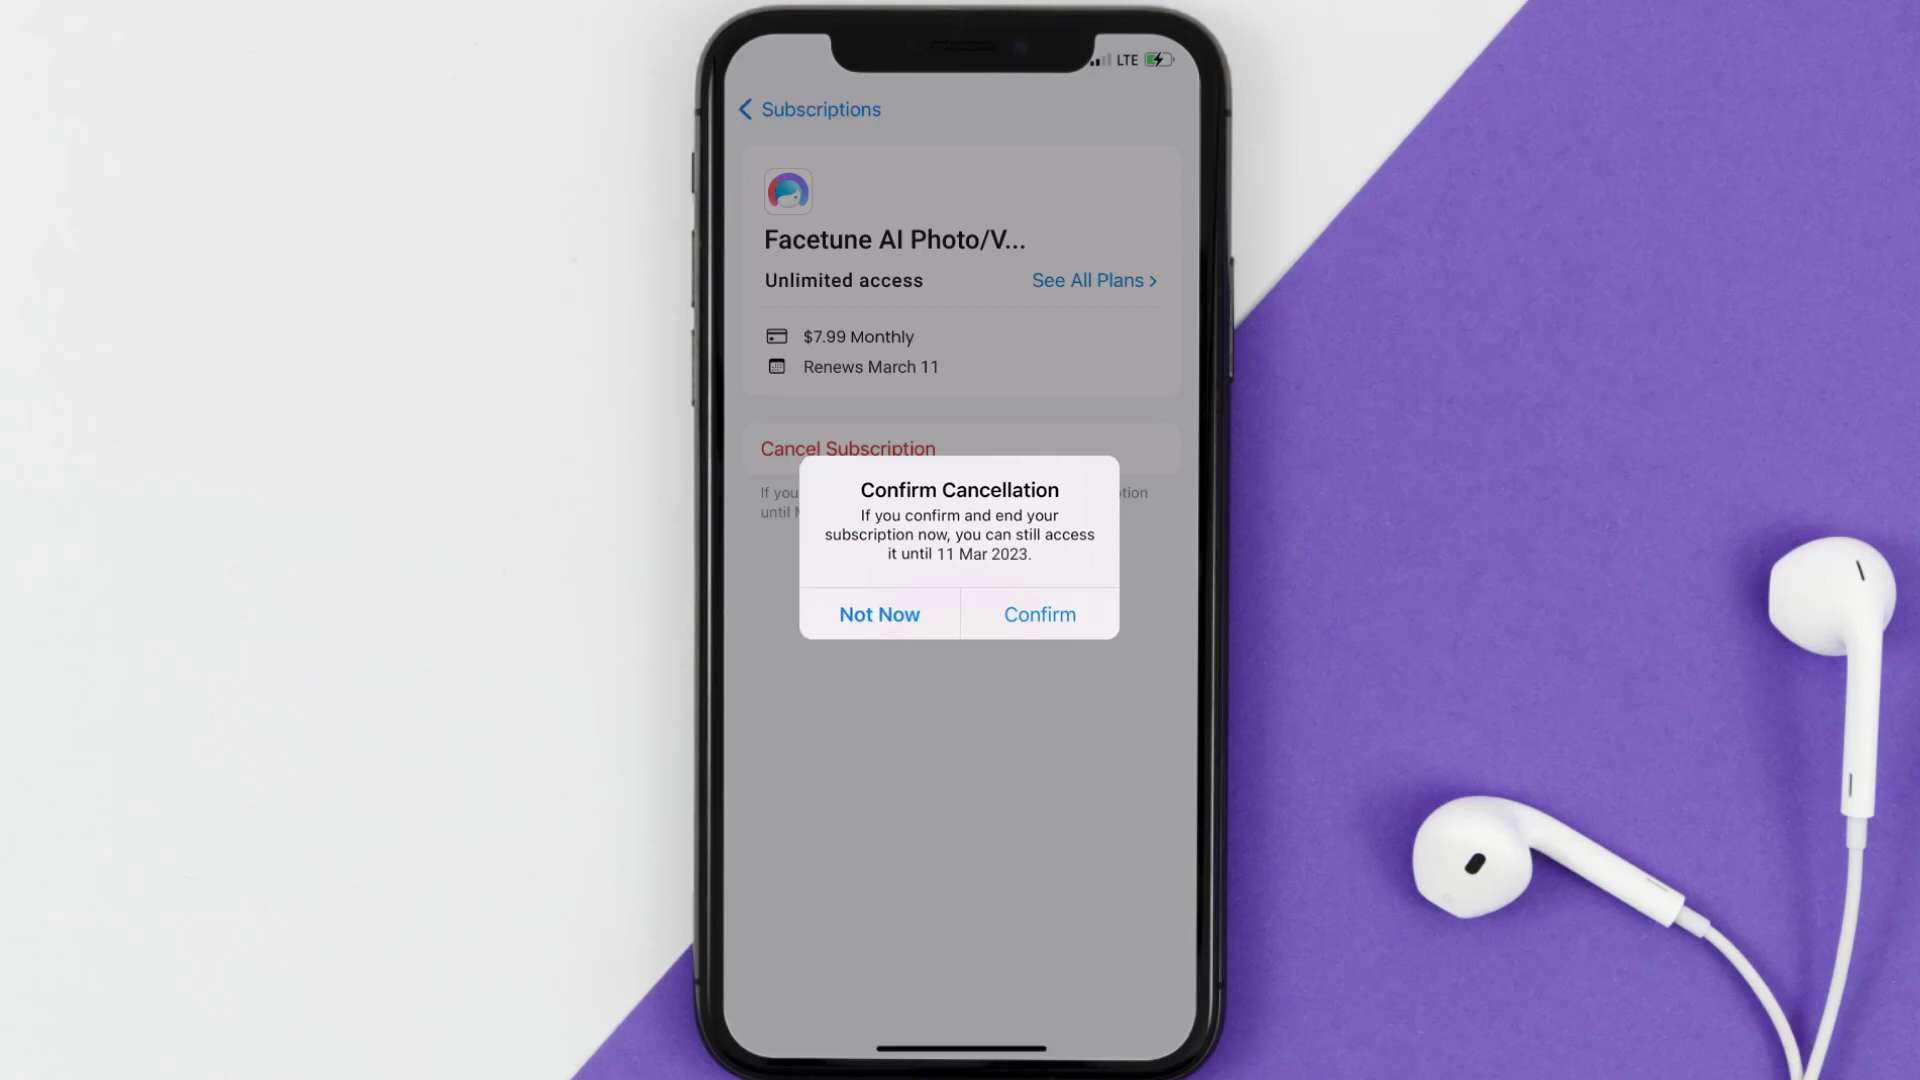 LTE
Subscriptions
Facetune AI Photo/V...
Unlimited access
See All Plans
$7.99 Monthly
Renews March 11
Cancel Subscription
If you
tion
until
Confirm Cancellation
If you confirm and end your
subscription now, you can still access
it until 11 Mar 2023.
Not Now
Confirm